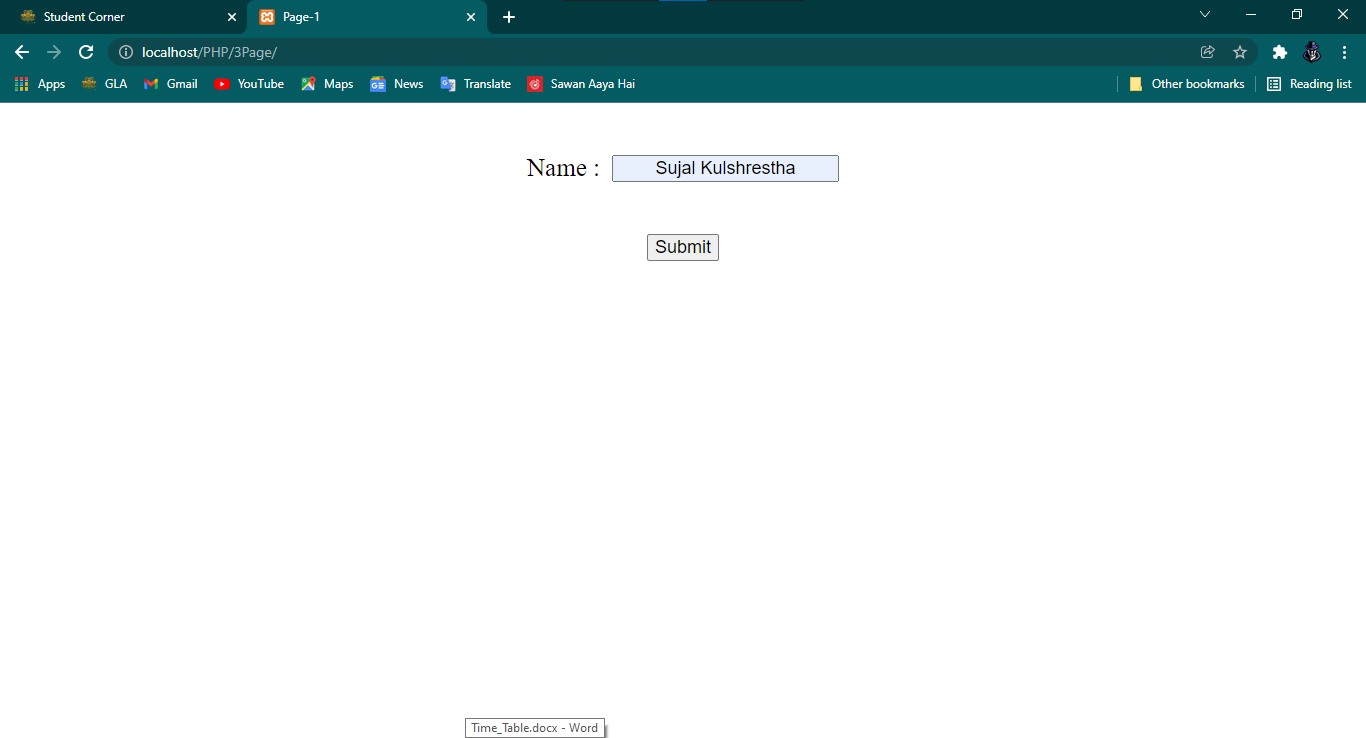 Student Corner
Page-1
localhost/PHP/3Page/
Apps GLA Gmail YouTube Maps News Translate Sawan Aaya Hai Other bookmarks Reading list
Name : Sujal Kulshrestha
Submit
Time_Table.docx - Word